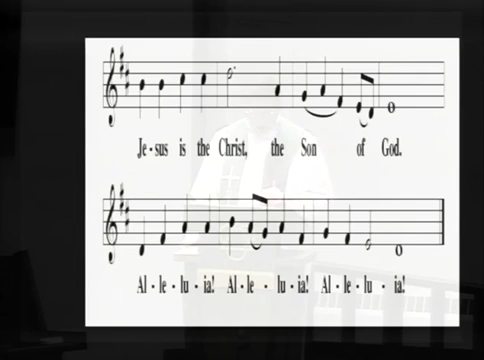 Je - sus is the Christ, the Son of God.
Al - le - lu - ia! Al - le - lu - ia! Al - le - lu - ia!